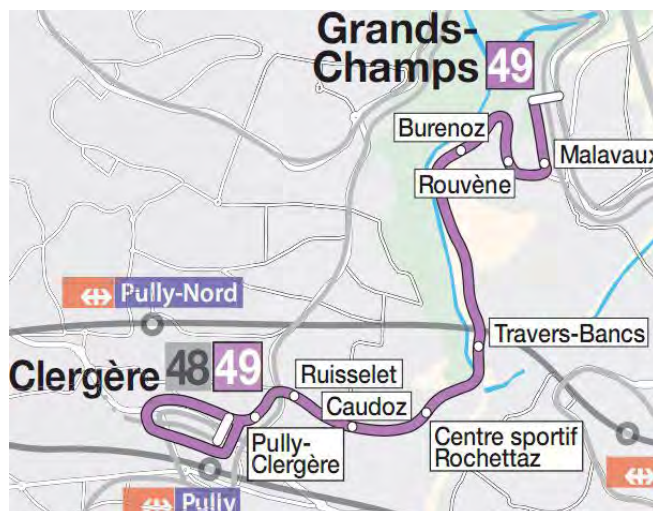 Grands-
Champs 49
Burenoz
Malavaux
Rouvène
Pully-Nord
Travers-Bancs
Clergère 48 49
Ruisselet
Caudoz
Pully-
Clergère
Centre sportif
Rochettaz
Pully